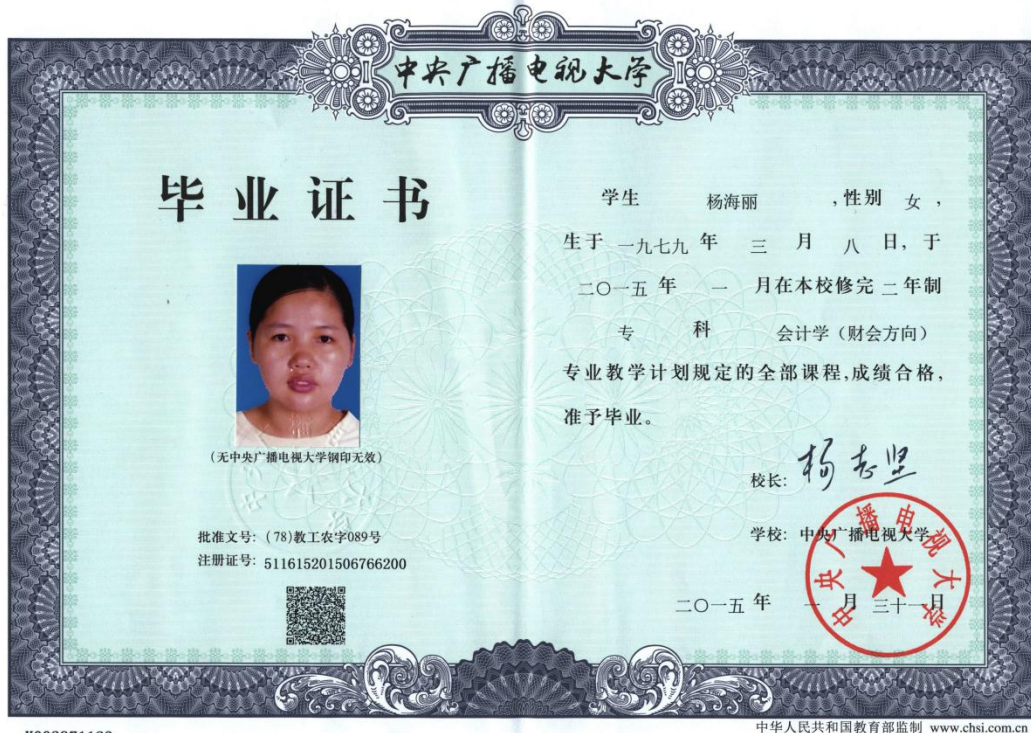 中央广播电视大学
毕业证书
(无中央广播电视大学钢印无效)
批准文号:(78)教工农字089号
注册证号: 511615201506766200
学生 杨海丽 ,性别 女 ,
生于 一九七九 年 三 月 八 日, 于
二〇一五 年 一 月在本校修完 二 年制
专 科 会计学(财会方向)
专业教学计划规定的全部课程,成绩合格,
准予毕业。
校长: 杨志坚
学校: 中央广播电视大学
中央广播电视大学
二〇一五 年 一 月 三十一 日
中华人民共和国教育部监制 www.chsi.com.cn